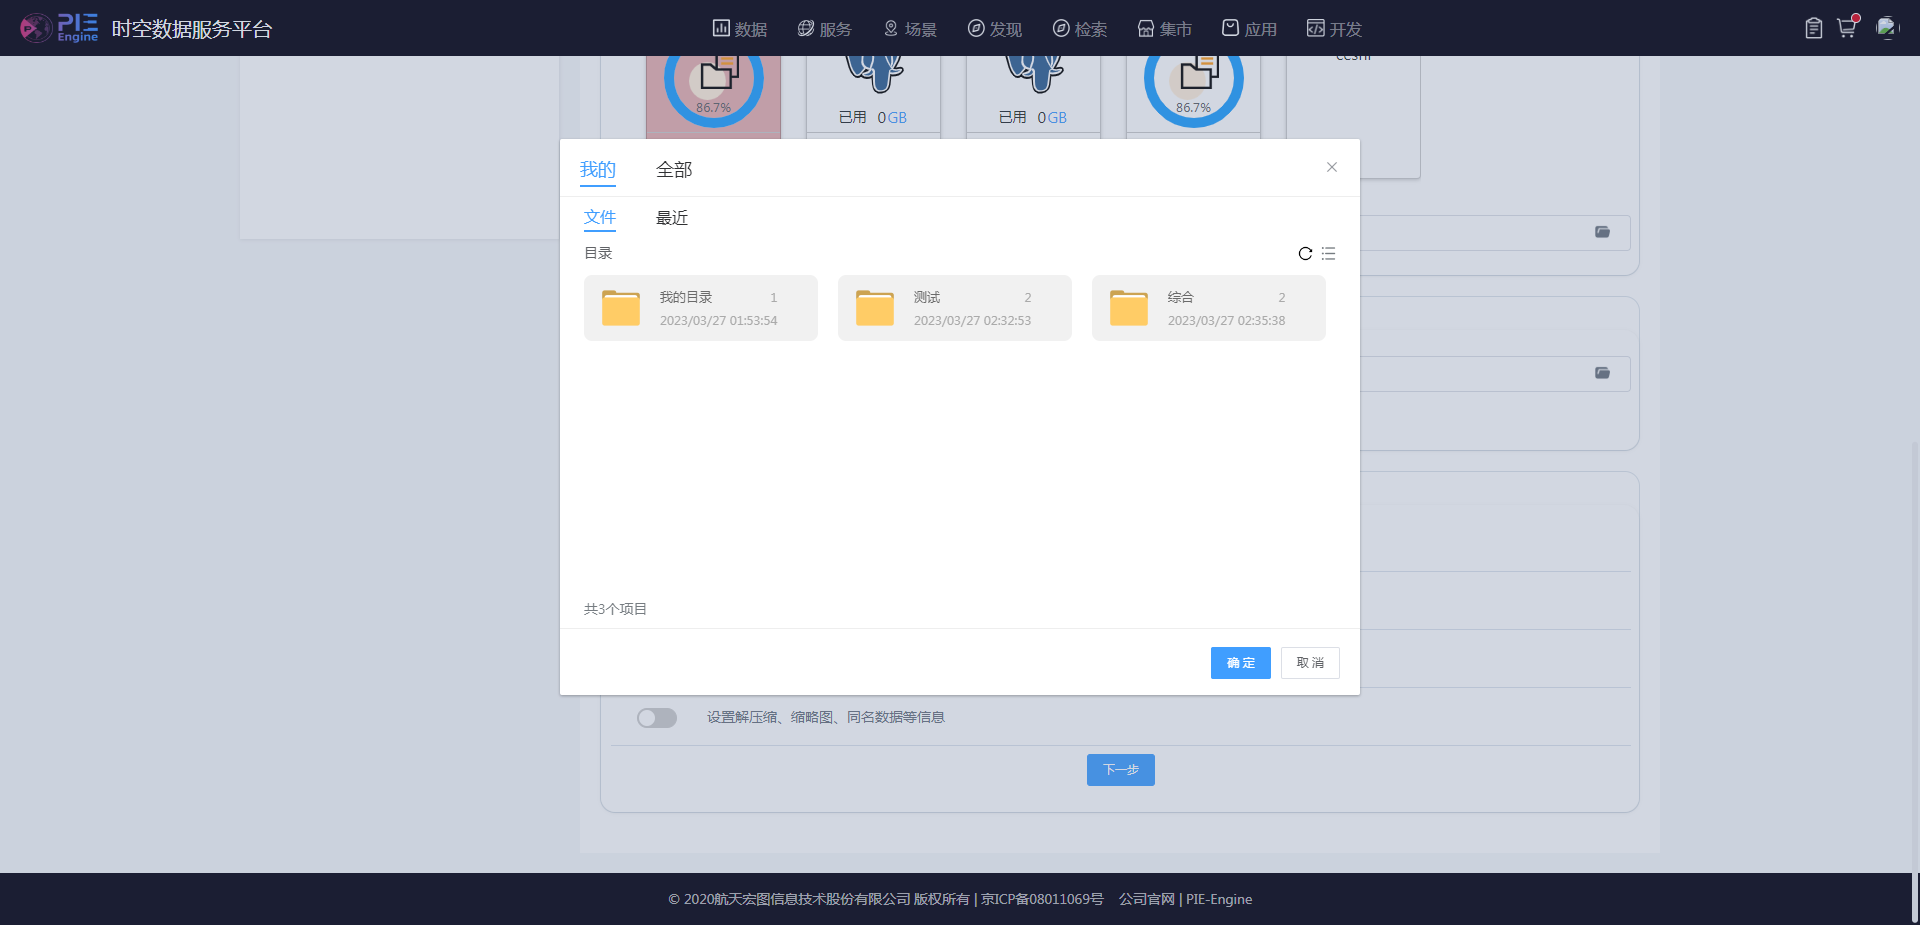 PIE Engine 时空数据服务平台 数据 服务 场景 发现 检索 集市 应用 开发
86.7% 已用 0GB 已用 0GB 86.7%
我的 全部
文件 最近
目录
我的目录 1 测试 2 综合 2
2023/03/27 01:53:54 2023/03/27 02:32:53 2023/03/27 02:35:38
共3个项目
确定 取消
设置解压缩、缩略图、同名数据等信息
下一步
© 2020航天宏图信息技术股份有限公司 版权所有 | 京ICP备08011069号 公司官网 | PIE-Engine